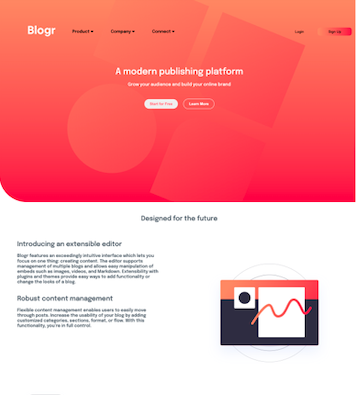 Blogr Product Company Connect Login Sign Up
A modern publishing platform
Grow your audience and build your online brand
Start for Free Learn More
Designed for the future
Introducing an extensible editor
Blogr features an exceedingly intuitive interface which lets you
focus on one thing: creating content. The editor supports
management of multiple blogs and allows easy manipulation of
embeds such as images, videos, and Markdown. Extensibility with
plugins and themes provide easy ways to add functionality or
change the looks of a blog.
Robust content management
Flexible content management enables users to easily move
through posts. Increase the usability of your blog by adding
customized categories, sections, format, or flow. With this
functionality, you're in full control.